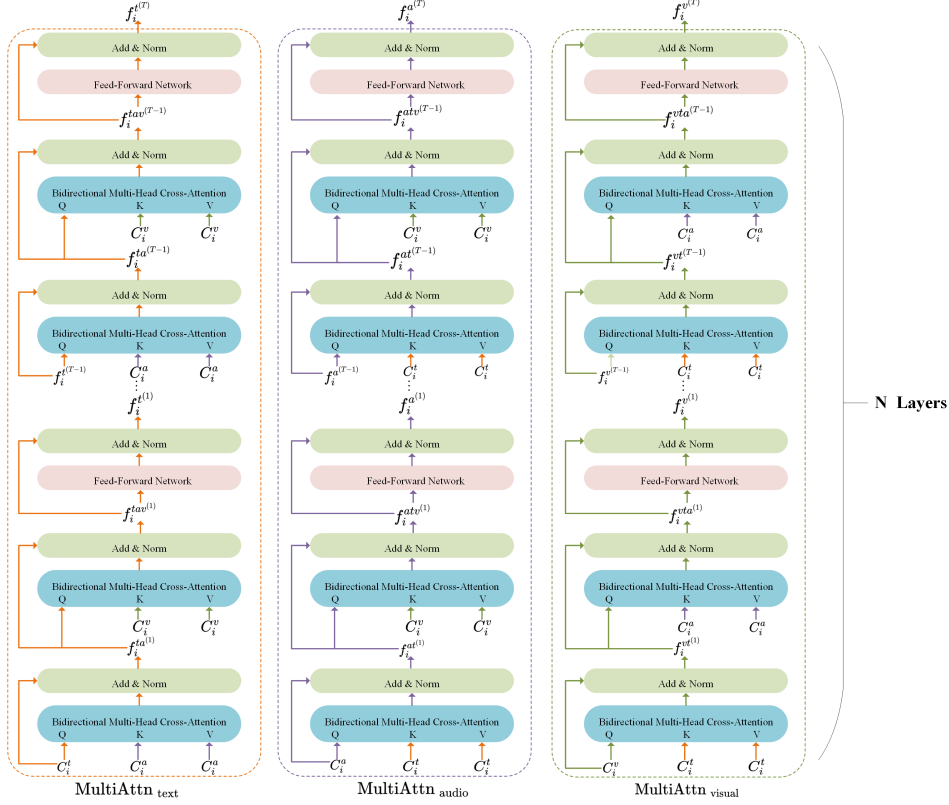 f_i^{t^{(T)}} f_i^{a^{(T)}} f_i^{v^{(T)}}
Add & Norm Add & Norm Add & Norm
Feed-Forward Network Feed-Forward Network Feed-Forward Network
f_i^{tav^{(T-1)}} f_i^{atv^{(T-1)}} f_i^{vta^{(T-1)}}
Add & Norm Add & Norm Add & Norm
Bidirectional Multi-Head Cross-Attention Bidirectional Multi-Head Cross-Attention Bidirectional Multi-Head Cross-Attention
Q K V Q K V Q K V
C_i^v C_i^v C_i^v C_i^v C_i^a C_i^a
f_i^{ta^{(T-1)}} f_i^{at^{(T-1)}} f_i^{vt^{(T-1)}}
Add & Norm Add & Norm Add & Norm
Bidirectional Multi-Head Cross-Attention Bidirectional Multi-Head Cross-Attention Bidirectional Multi-Head Cross-Attention
Q K V Q K V Q K V
f_i^{t^{(T-1)}} C_i^a C_i^a f_i^{a^{(T-1)}} C_i^t C_i^t f_i^{v^{(T-1)}} C_i^t C_i^t
f_i^{t^{(1)}} f_i^{a^{(1)}} f_i^{v^{(1)}}
N Layers
Add & Norm Add & Norm Add & Norm
Feed-Forward Network Feed-Forward Network Feed-Forward Network
f_i^{tav^{(1)}} f_i^{atv^{(1)}} f_i^{vta^{(1)}}
Add & Norm Add & Norm Add & Norm
Bidirectional Multi-Head Cross-Attention Bidirectional Multi-Head Cross-Attention Bidirectional Multi-Head Cross-Attention
Q K V Q K V Q K V
C_i^v C_i^v C_i^v C_i^v C_i^a C_i^a
f_i^{ta^{(1)}} f_i^{at^{(1)}} f_i^{vt^{(1)}}
Add & Norm Add & Norm Add & Norm
Bidirectional Multi-Head Cross-Attention Bidirectional Multi-Head Cross-Attention Bidirectional Multi-Head Cross-Attention
Q K V Q K V Q K V
C_i^t C_i^a C_i^a C_i^a C_i^t C_i^t C_i^v C_i^t C_i^t
MultiAttn text MultiAttn audio MultiAttn visual